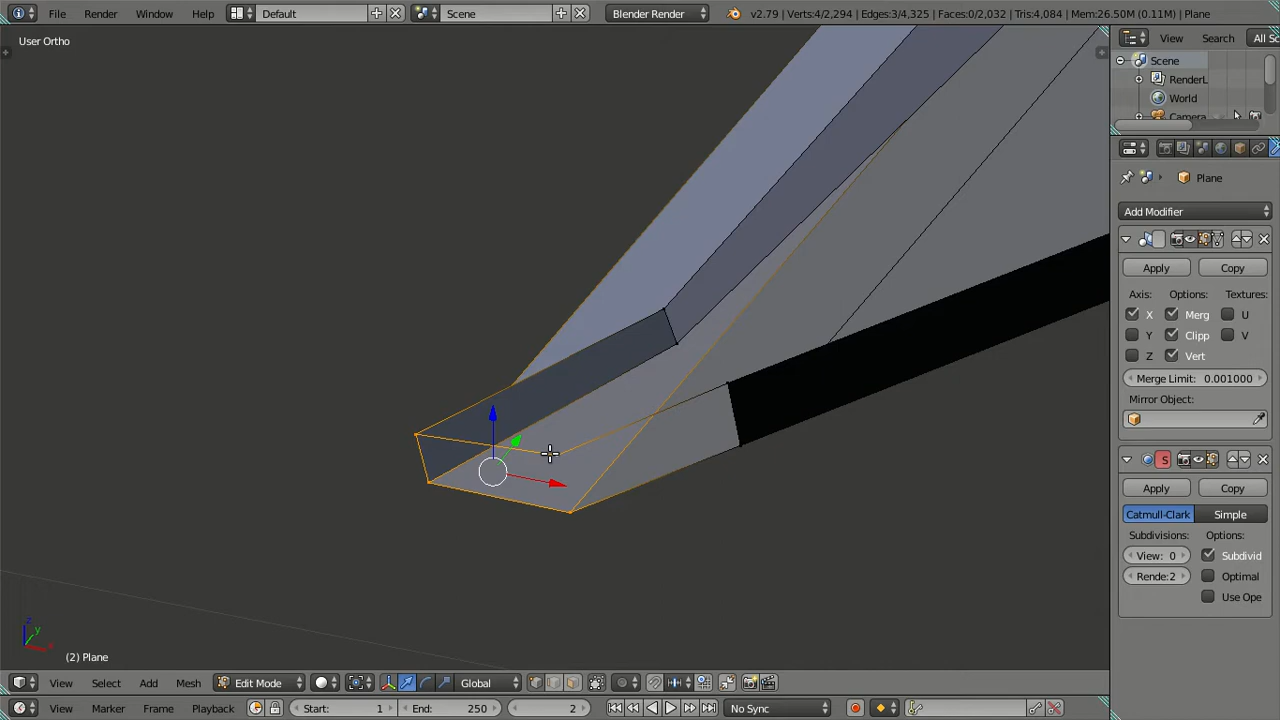 File Render Window Help Default Scene Blender Render v2.79 | Verts:4/2,294 | Edges:3/4,325 | Faces:0/2,032 | Tris:4,084 | Mem:26.50M (0.11M) | Plane
User Ortho
View Search All Sc
Scene
RenderL
World
Camera
Plane
Add Modifier
Apply Copy
Axis: Options: Textures:
X Merg U
Y Clipp V
Z Vert
Merge Limit: 0.001000
Mirror Object:
S
Apply Copy
Catmull-Clark Simple
Subdivisions: Options:
View: 0 Subdivid
Rende:2 Optimal
Use Ope
z
y
x
(2) Plane
View Select Add Mesh Edit Mode Global
View Marker Frame Playback Start: 1 End: 250 2 No Sync